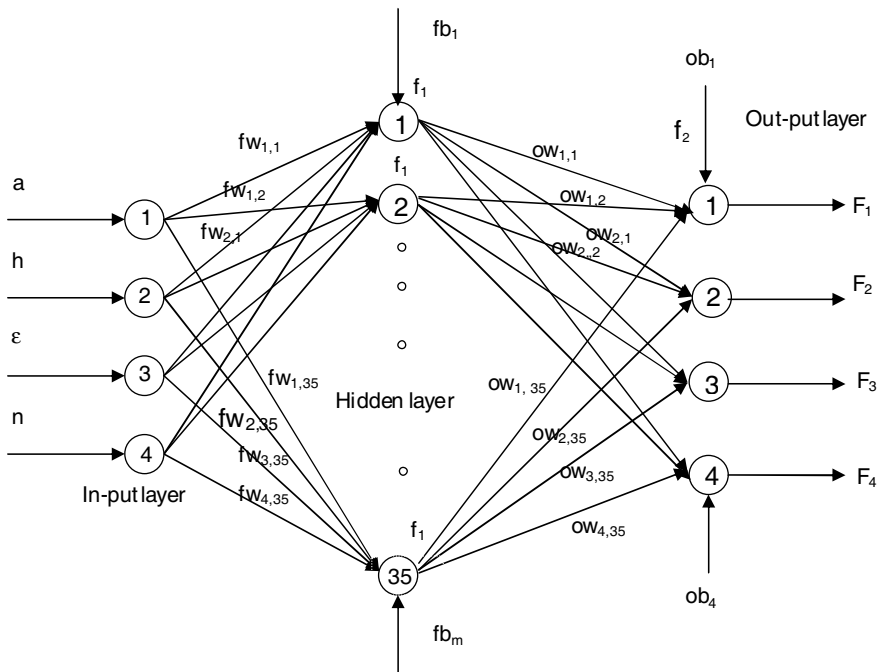 fb1
ob1
f1
f2
Out-put layer
1
fw1,1
f1
ow1,1
a
fw1,2
ow1,2
1
2
1
F1
fw2,1
ow2,1
ow2,,2
h
2
2
F2
ε
3
fw1,35
ow1, 35
3
F3
Hidden layer
n
fw2,35
ow2,35
4
fw3,35
ow3,35
4
F4
In-put layer
fw4,35
ow4,35
f1
35
ob4
fbm